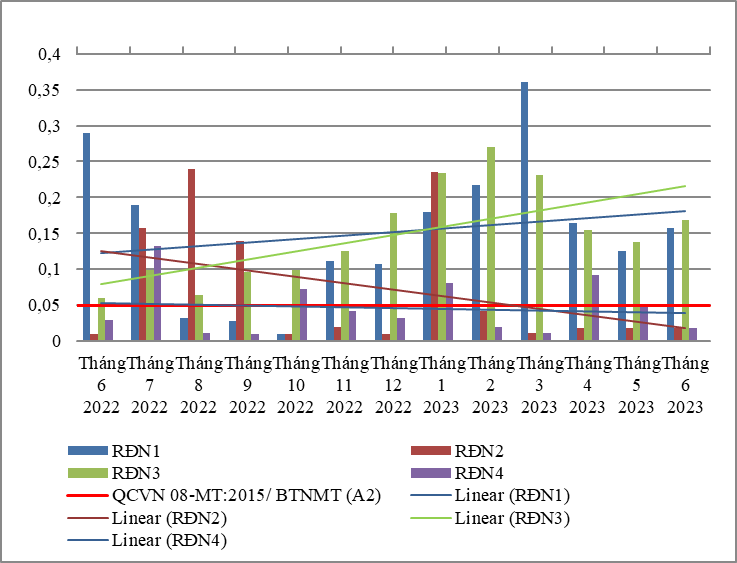 0,4
0,35
0,3
0,25
0,2
0,15
0,1
0,05
0
Tháng Tháng Tháng Tháng Tháng Tháng Tháng Tháng Tháng Tháng Tháng Tháng Tháng
6 7 8 9 10 11 12 1 2 3 4 5 6
2022 2022 2022 2022 2022 2022 2022 2023 2023 2023 2023 2023 2023
RĐN1 RĐN2
RĐN3 RĐN4
QCVN 08-MT:2015/ BTNMT (A2) Linear (RĐN1)
Linear (RĐN2) Linear (RĐN3)
Linear (RĐN4)